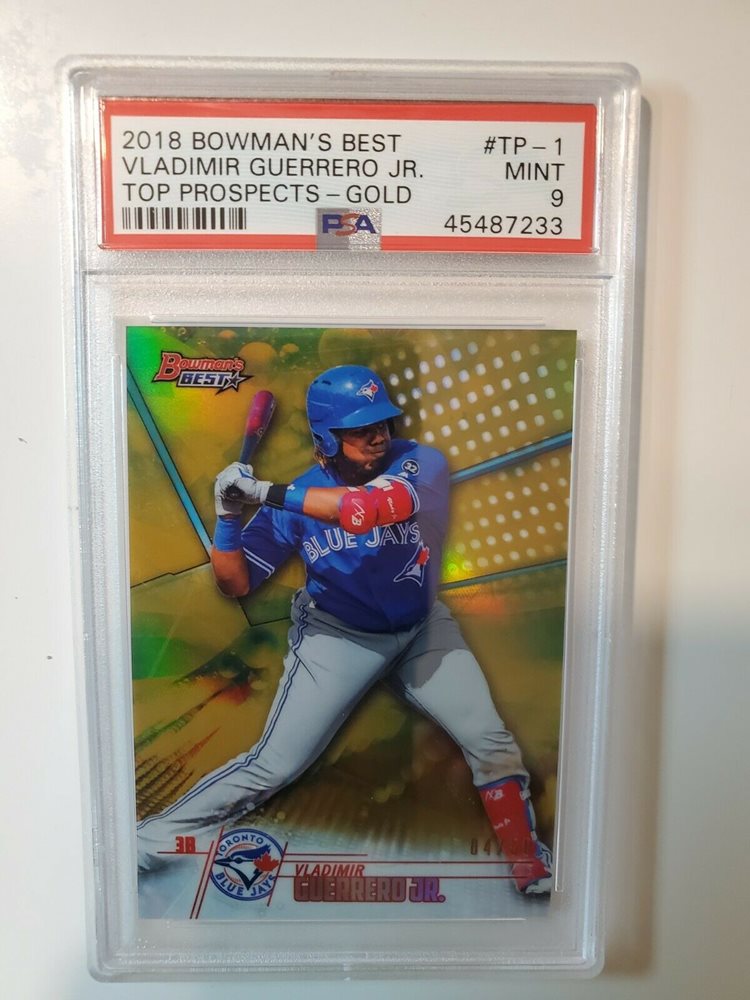 2018 BOWMAN'S BEST #TP-1
VLADIMIR GUERRERO JR. MINT
TOP PROSPECTS-GOLD 9
PSA 45487233
Bowman's
BEST
32
BLUE JAYS
3B
TORONTO
BLUE JAYS
VLADIMIR
GUERRERO JR.